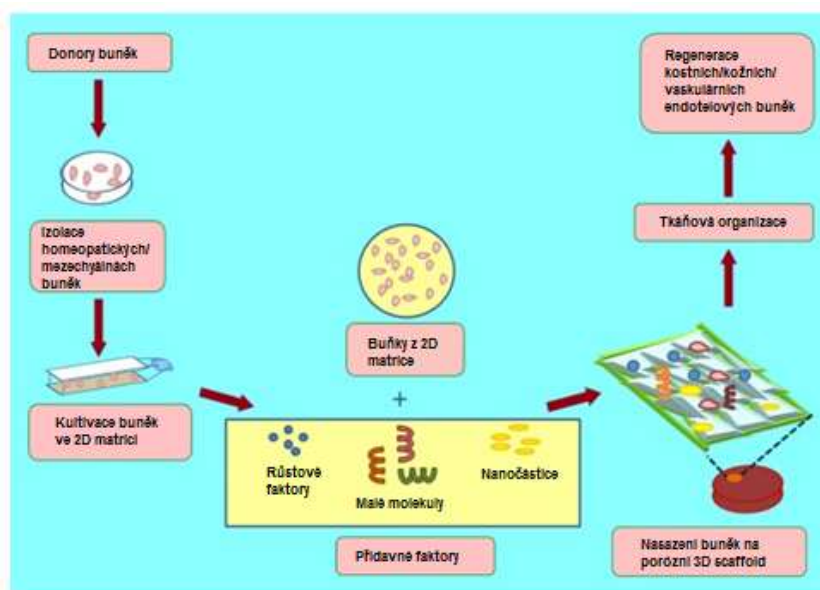 Donory buněk
Izolace
homeopatických/
mezechyálnách
buněk
Kultivace buněk
ve 2D matrici
Buňky z 2D
matrice
+
Růstové
faktory
Malé molekuly
Nanočástice
Přídavné faktory
Nasazení buněk na
porózní 3D scaffold
Tkáňová organizace
Regenerace
kostních/kožních/
vaskulárních
endotelových buněk